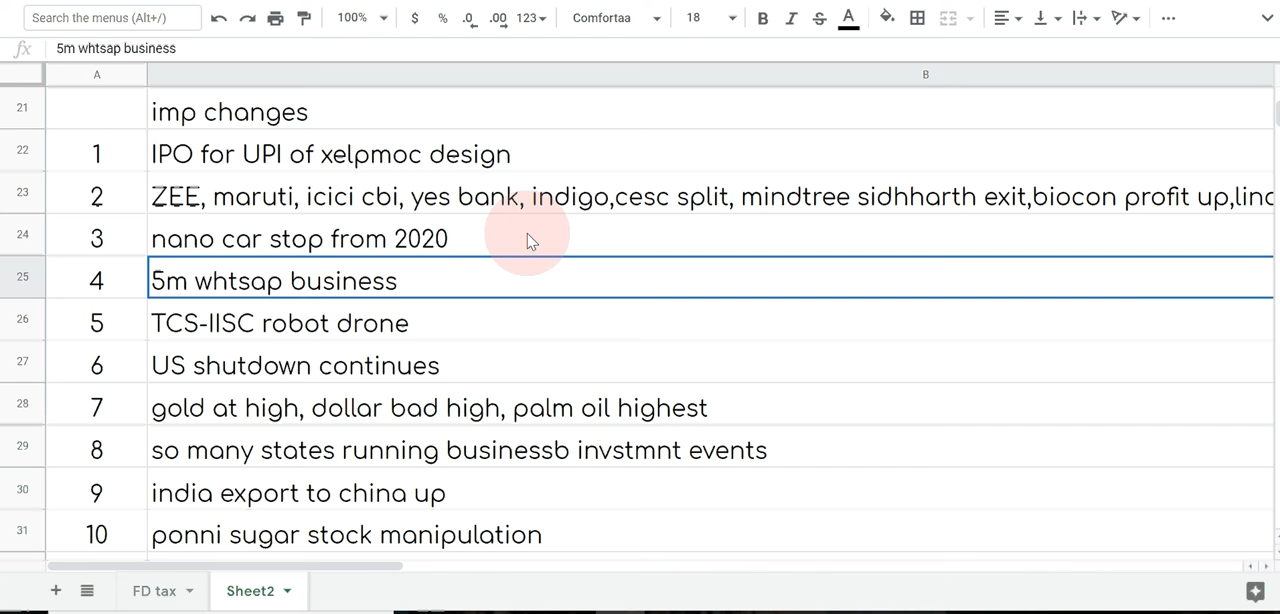 Search the menus (Alt+/) 100% $ % .0 .00 123 Comfortaa 18 B I S A
fx 5m whtsap business
A B
21 imp changes
22 1 IPO for UPI of xelpmoc design
23 2 ZEE, maruti, icici cbi, yes bank, indigo,cesc split, mindtree sidhharth exit,biocon profit up,
24 3 nano car stop from 2020
25 4 5m whtsap business
26 5 TCS-IISC robot drone
27 6 US shutdown continues
28 7 gold at high, dollar bad high, palm oil highest
29 8 so many states running businessb invstmnt events
30 9 india export to china up
31 10 ponni sugar stock manipulation
FD tax Sheet2